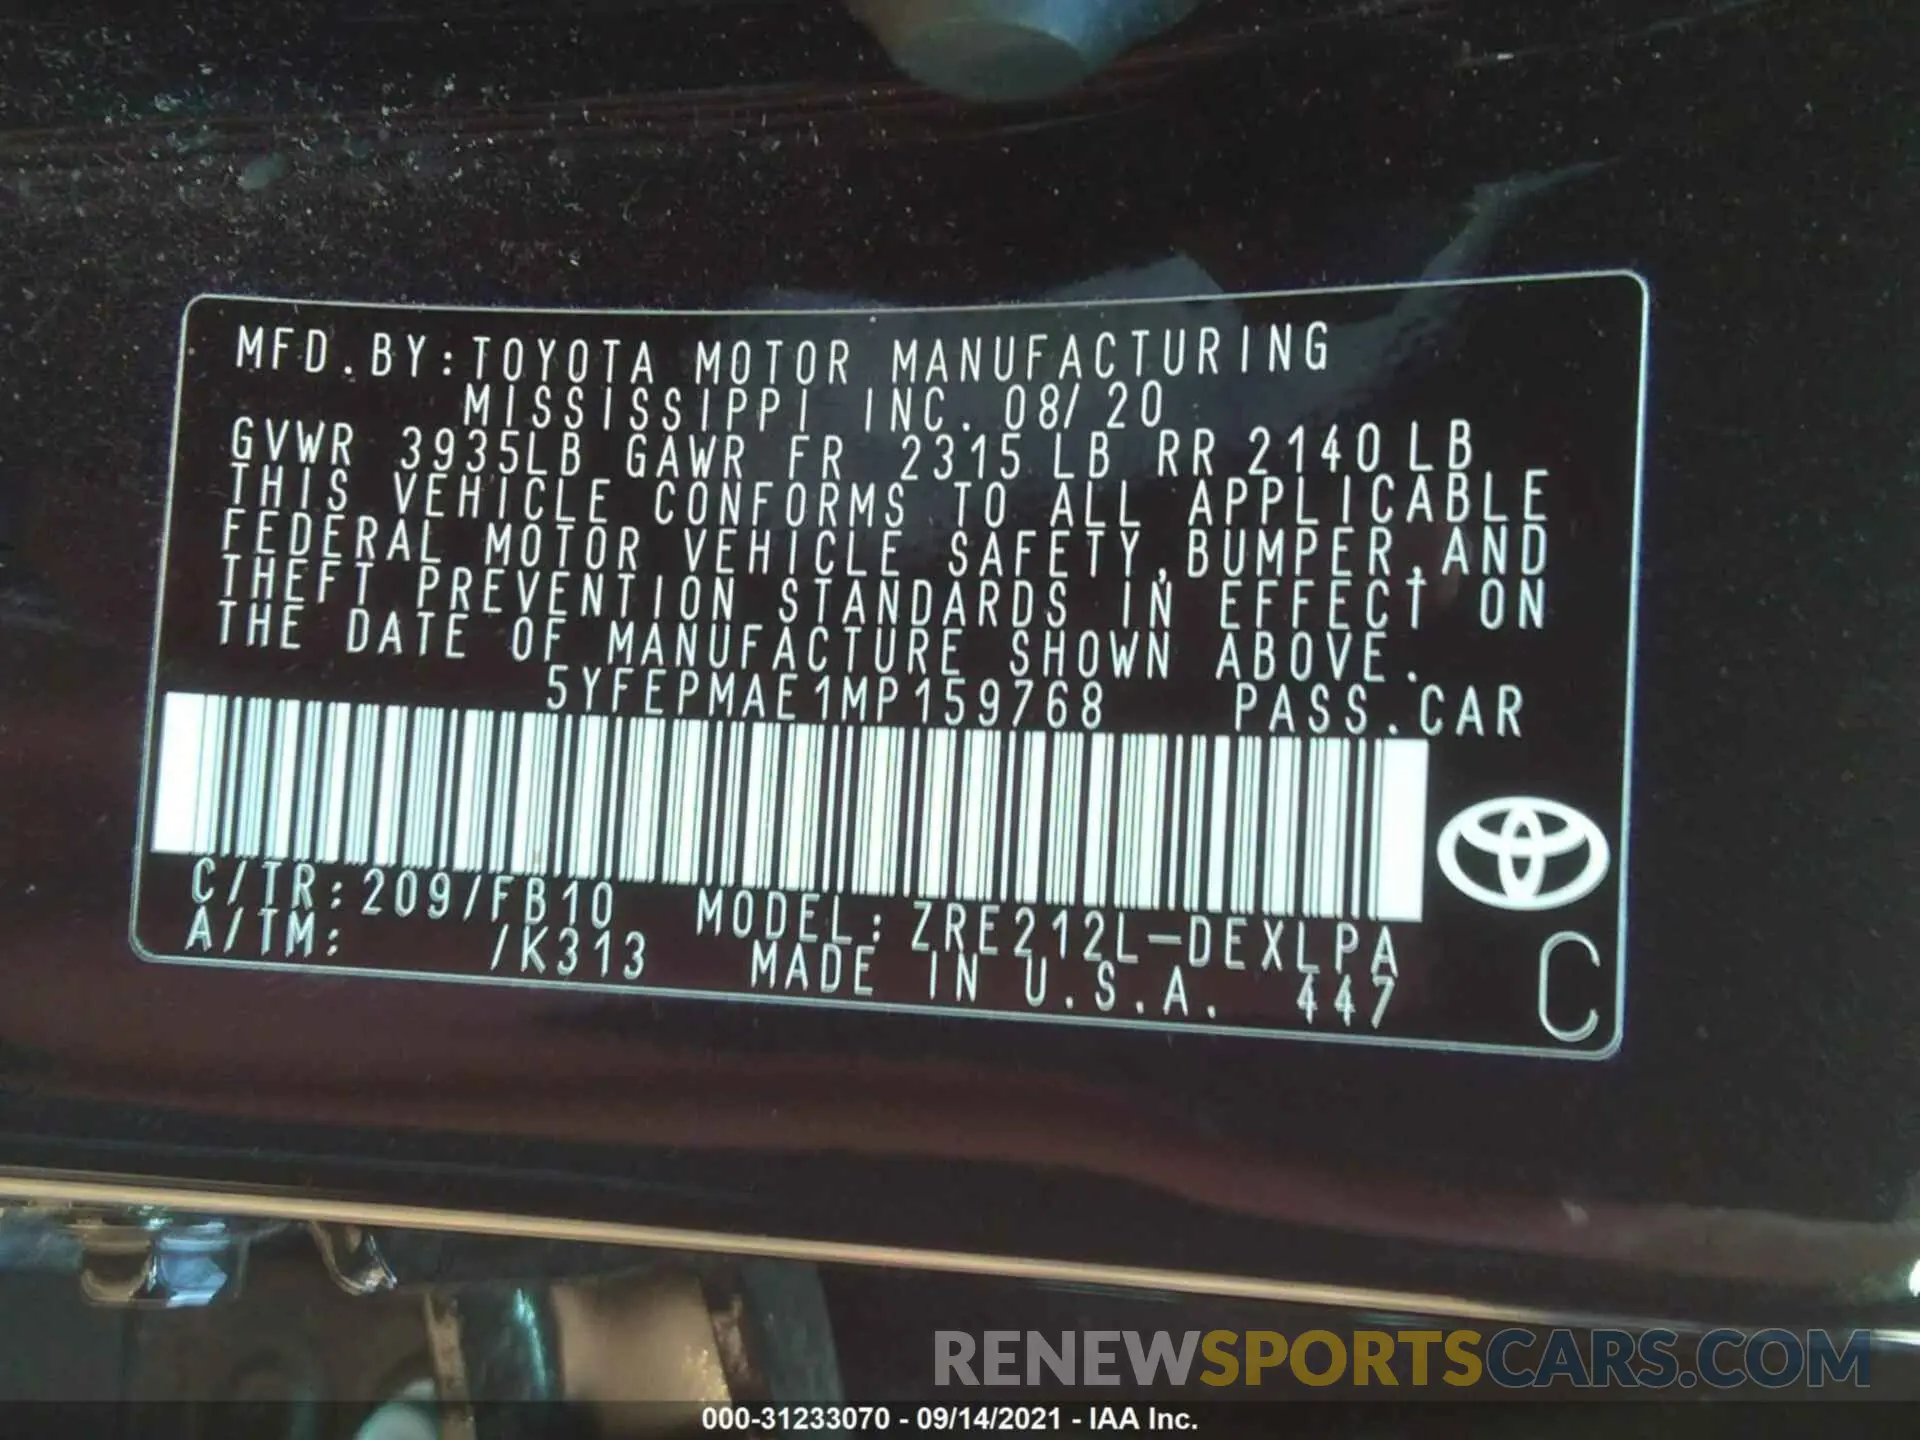 MFD.BY:TOYOTA MOTOR MANUFACTURING
MISSISSIPPI INC. 08/20
GVWR 3935LB GAWR FR 2315LB RR 2140LB
THIS VEHICLE CONFORMS TO ALL APPLICABLE
FEDERAL MOTOR VEHICLE SAFETY,BUMPER,AND
THEFT PREVENTION STANDARDS IN EFFECT ON
THE DATE OF MANUFACTURE SHOWN ABOVE.
5YFEPMAE1MP159768 PASS.CAR
C/TR:209/FB10 MODEL:ZRE212L-DEXLPA
A/TM: /K313 MADE IN U.S.A. 447
C
RENEWSPORTSCARS.COM
000-31233070 - 09/14/2021 - IAA Inc.